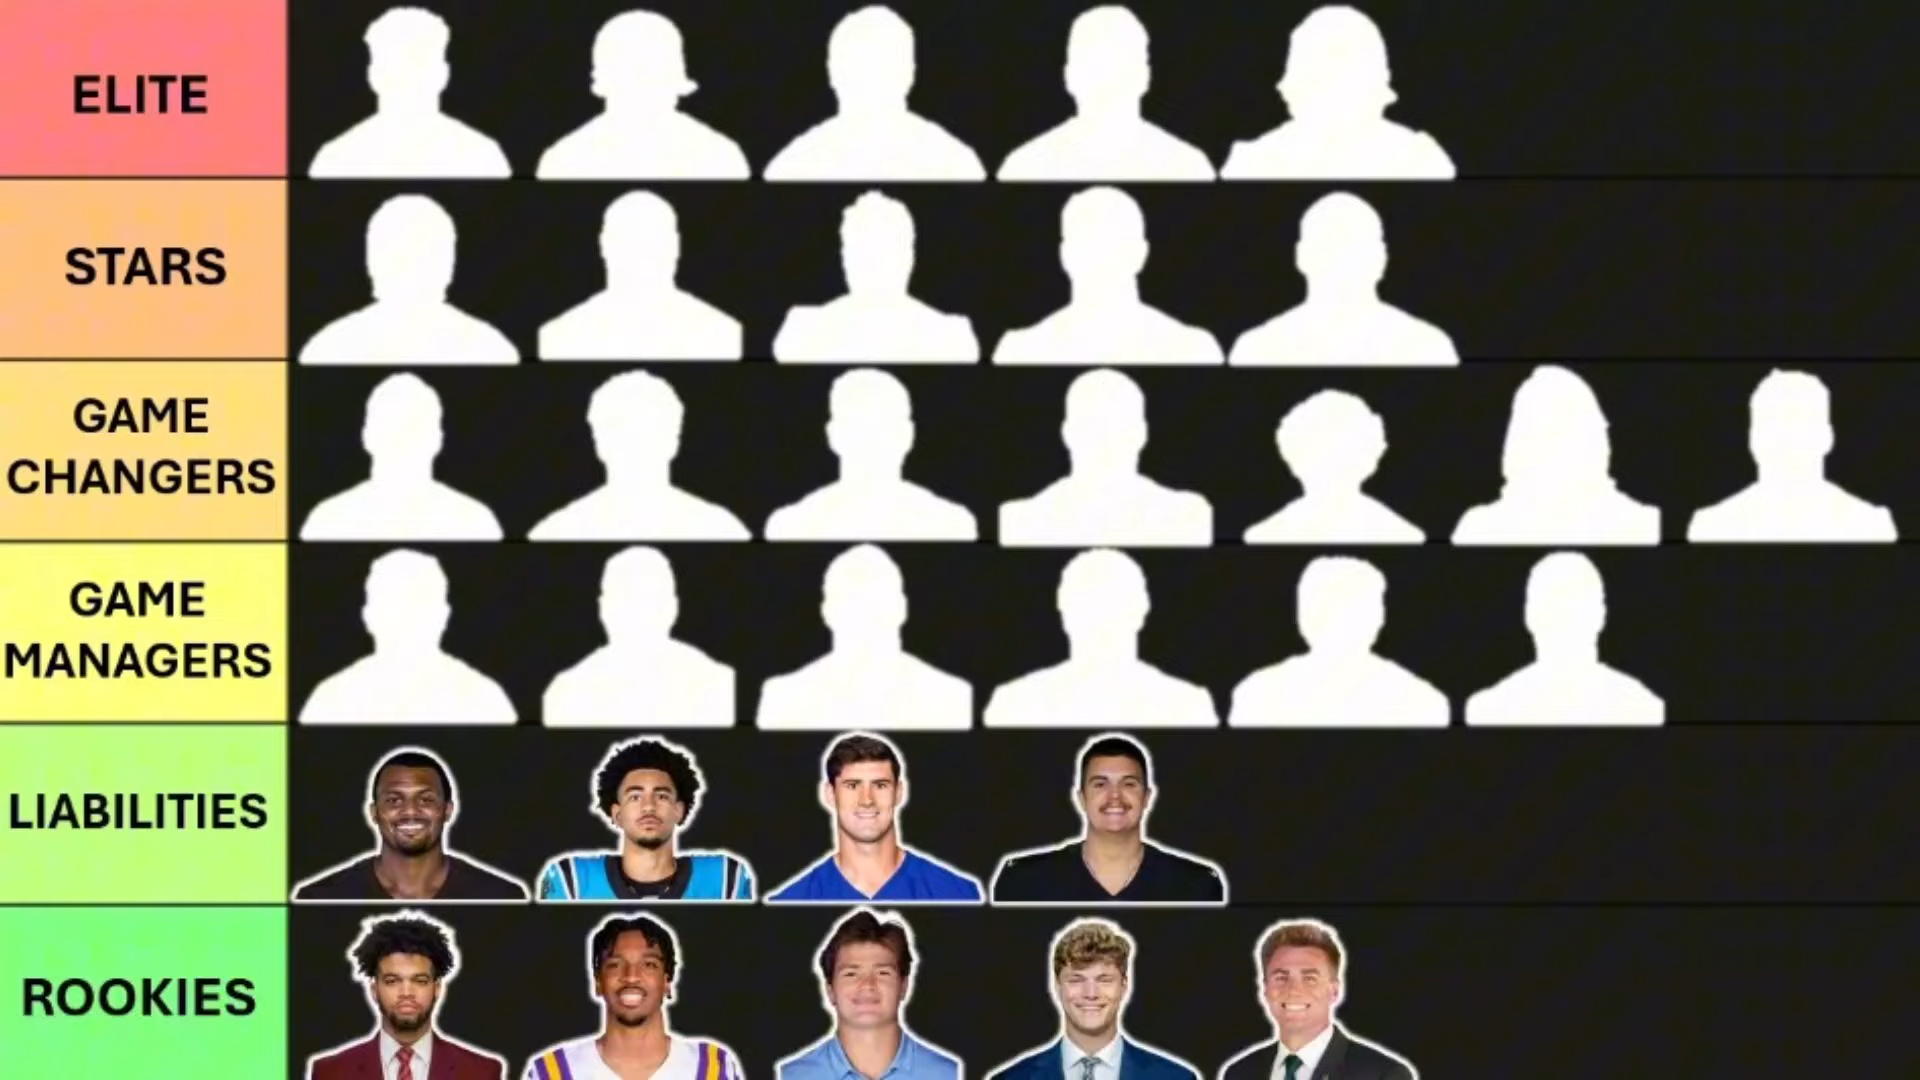 ELITE
STARS
GAME
CHANGERS
GAME
MANAGERS
LIABILITIES
ROOKIES